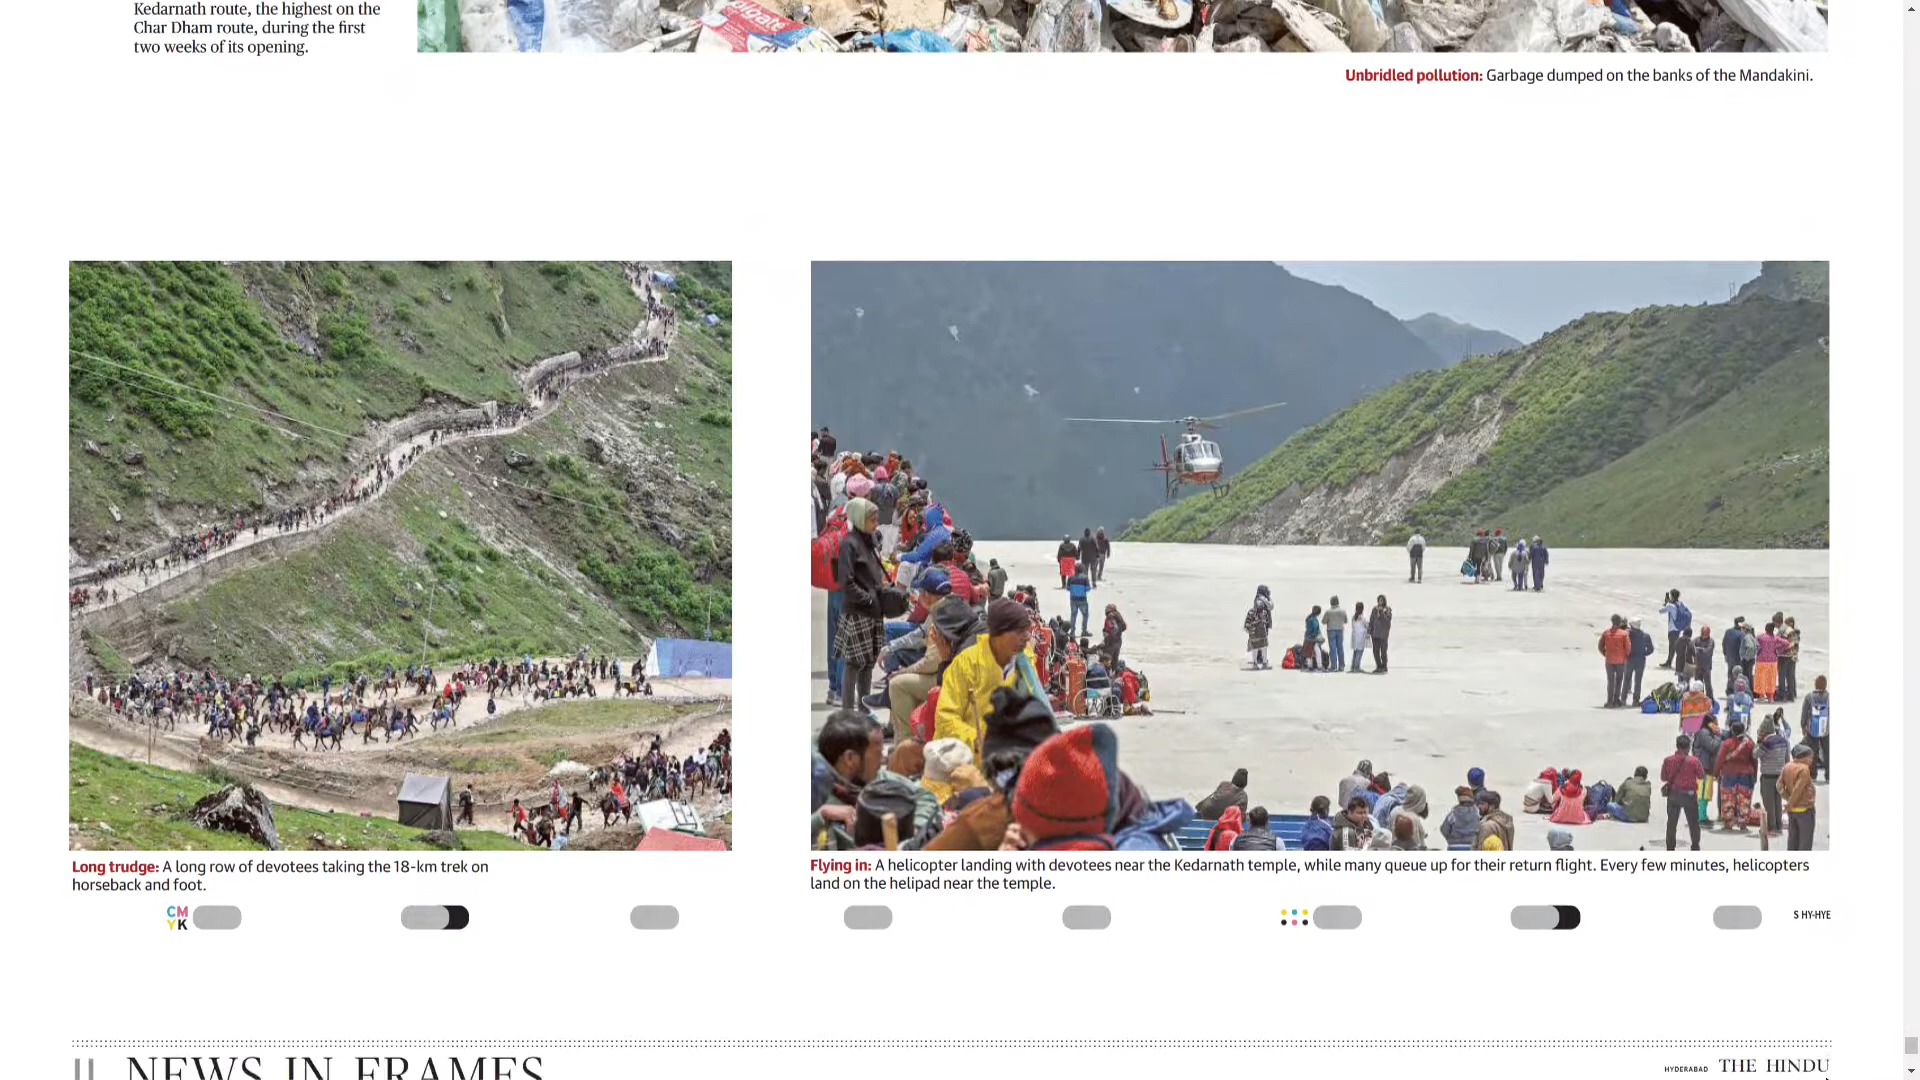 Kedarnath route, the highest on the
Char Dham route, during the first
two weeks of its opening.
Colgate
Unbridled pollution: Garbage dumped on the banks of the Mandakini.
Long trudge: A long row of devotees taking the 18-km trek on
horseback and foot.
Flying in: A helicopter landing with devotees near the Kedarnath temple, while many queue up for their return flight. Every few minutes, helicopters
land on the helipad near the temple.
CM
YK
S HY-HYE
NEWS IN FRAMES
HYDERABAD THE HINDU